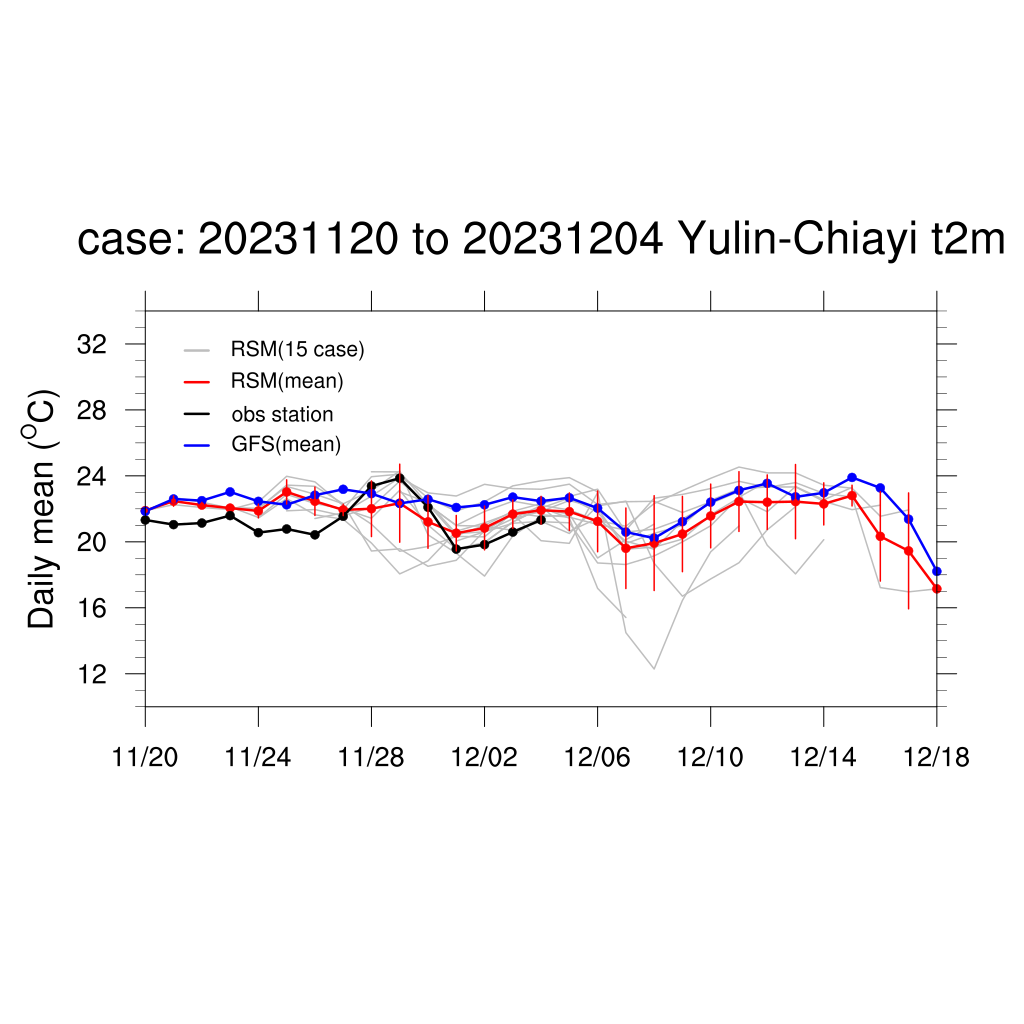 case: 20231120 to 20231204 Yulin-Chiayi t2m
Daily mean (°C)
32
28
24
20
16
12
RSM(15 case)
RSM(mean)
obs station
GFS(mean)
11/20 11/24 11/28 12/02 12/06 12/10 12/14 12/18